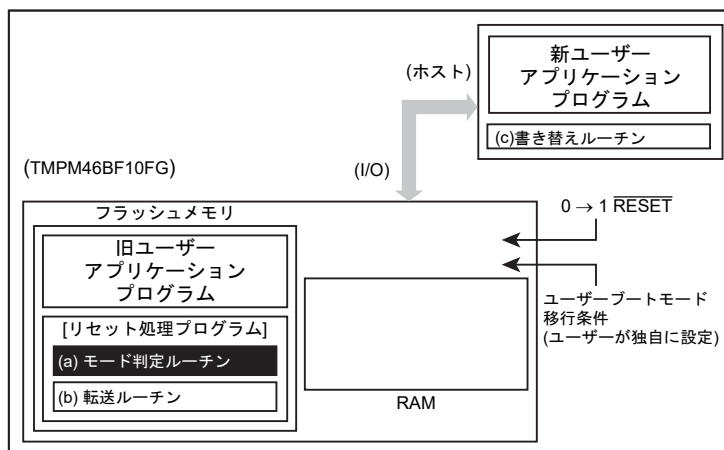 新ユーザー
アプリケーション
プログラム
(ホスト)
(c)書き替えルーチン
(TMPM46BF10FG)
(I/O)
フラッシュメモリ
0 → 1 RESET
旧ユーザー
アプリケーション
プログラム
ユーザーブートモード
移行条件
(ユーザーが独自に設定)
[リセット処理プログラム]
(a) モード判定ルーチン
(b) 転送ルーチン
RAM